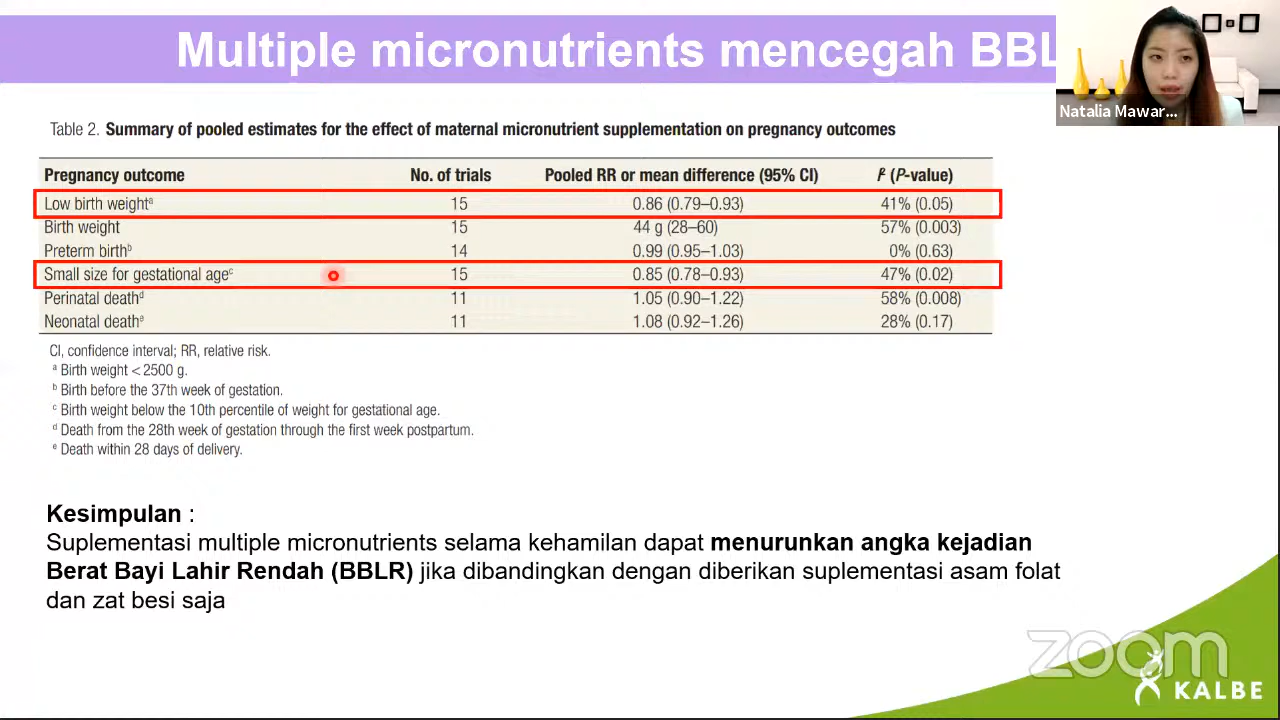 Multiple micronutrients mencegah BBL
Natalia Mawar...
Table 2. Summary of pooled estimates for the effect of maternal micronutrient supplementation on pregnancy outcomes
Pregnancy outcome No. of trials Pooled RR or mean difference (95% CI) I² (P-value)
Low birth weightᵃ 15 0.86 (0.79–0.93) 41% (0.05)
Birth weight 15 44 g (28–60) 57% (0.003)
Preterm birthᵇ 14 0.99 (0.95–1.03) 0% (0.63)
Small size for gestational ageᶜ 15 0.85 (0.78–0.93) 47% (0.02)
Perinatal deathᵈ 11 1.05 (0.90–1.22) 58% (0.008)
Neonatal deathᵉ 11 1.08 (0.92–1.26) 28% (0.17)
CI, confidence interval; RR, relative risk.
ᵃ Birth weight < 2500 g.
ᵇ Birth before the 37th week of gestation.
ᶜ Birth weight below the 10th percentile of weight for gestational age.
ᵈ Death from the 28th week of gestation through the first week postpartum.
ᵉ Death within 28 days of delivery.
Kesimpulan :
Suplementasi multiple micronutrients selama kehamilan dapat menurunkan angka kejadian
Berat Bayi Lahir Rendah (BBLR) jika dibandingkan dengan diberikan suplementasi asam folat
dan zat besi saja
zoom
KALBE